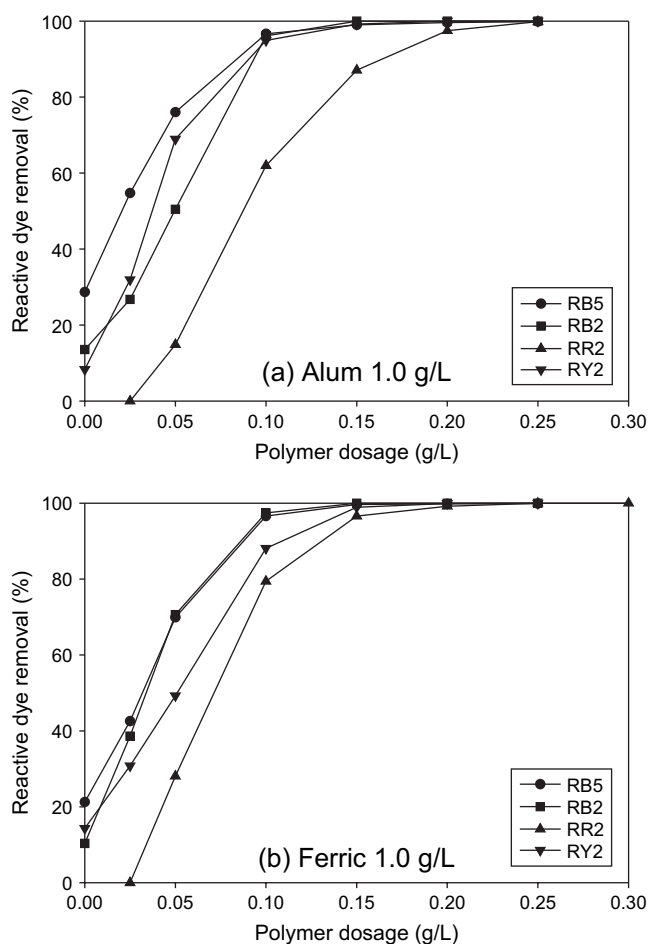 100
80
60
40
20
0
Reactive dye removal (%)
RB5
RB2
RR2
RY2
(a) Alum 1.0 g/L
0.00 0.05 0.10 0.15 0.20 0.25 0.30
Polymer dosage (g/L)
100
80
60
40
20
0
Reactive dye removal (%)
RB5
RB2
RR2
RY2
(b) Ferric 1.0 g/L
0.00 0.05 0.10 0.15 0.20 0.25 0.30
Polymer dosage (g/L)